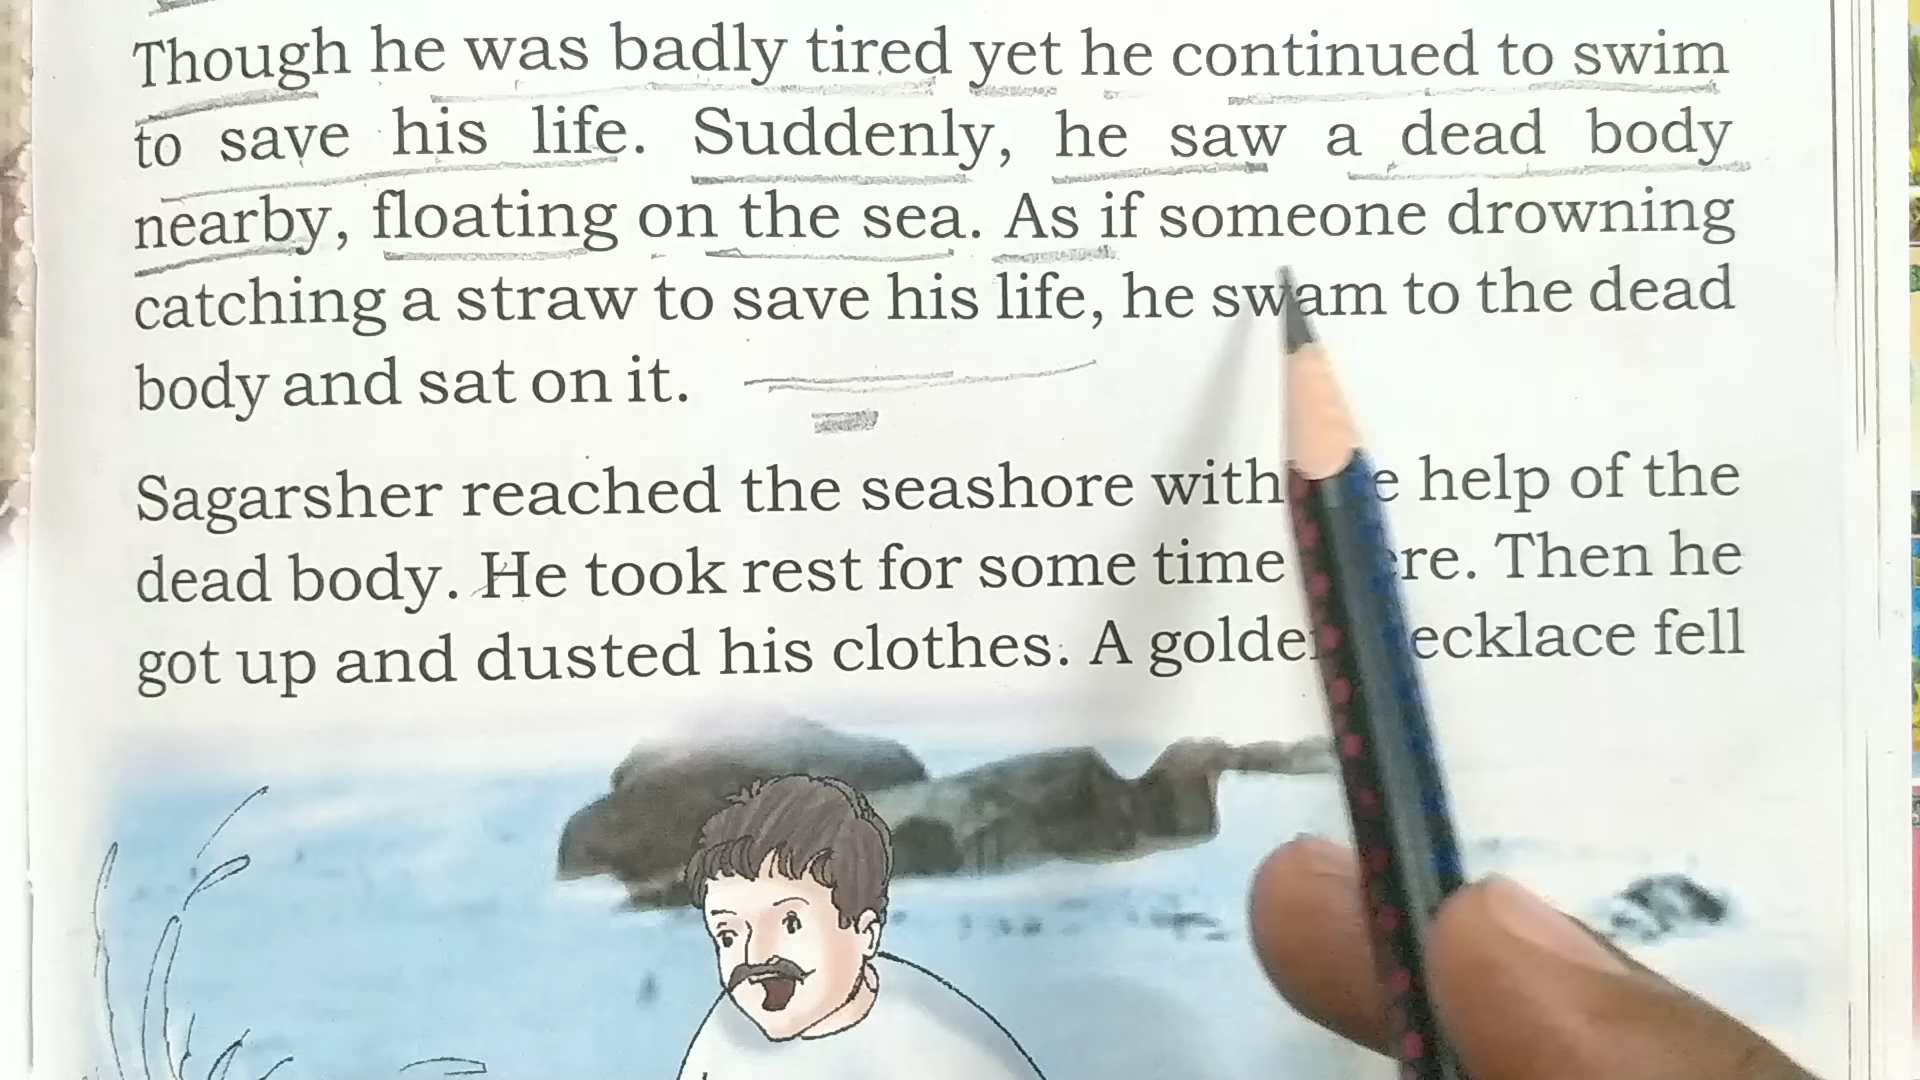 Though he was badly tired yet he continued to swim
to save his life. Suddenly, he saw a dead body
nearby, floating on the sea. As if someone drowning
catching a straw to save his life, he swam to the dead
body and sat on it.
Sagarsher reached the seashore with help of the
dead body. He took rest for some time Then he
got up and dusted his clothes. A golden necklace fell